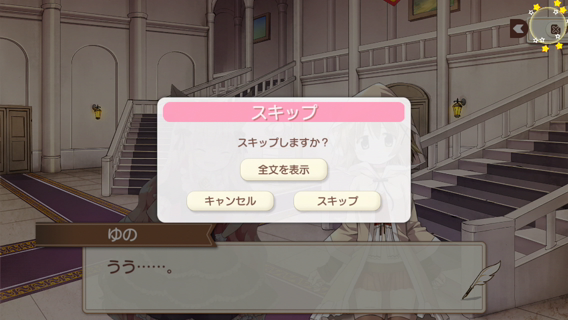 スキップ
スキップしますか？
全文を表示
キャンセル
スキップ
ゆの
うう……。